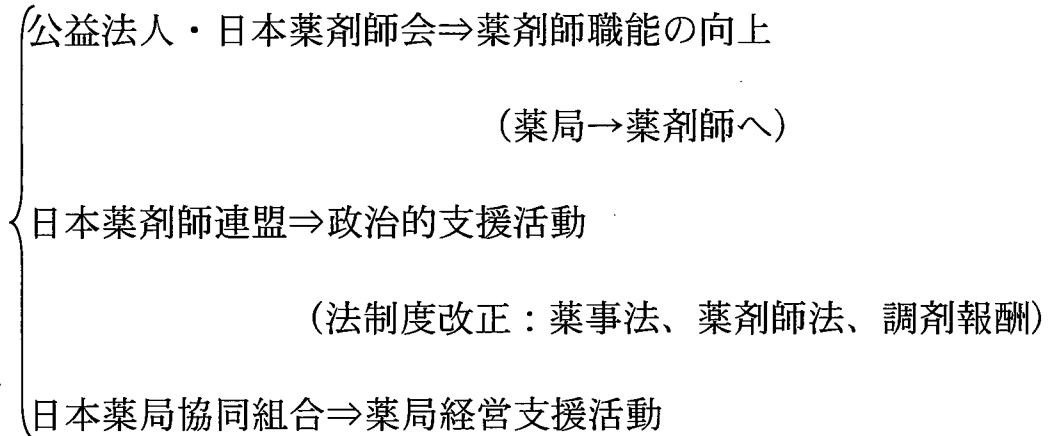 公益法人・日本薬剤師会⇒薬剤師職能の向上
(薬局→薬剤師へ)
日本薬剤師連盟⇒政治的支援活動
(法制度改正：薬事法、薬剤師法、調剤報酬)
日本薬局協同組合⇒薬局経営支援活動